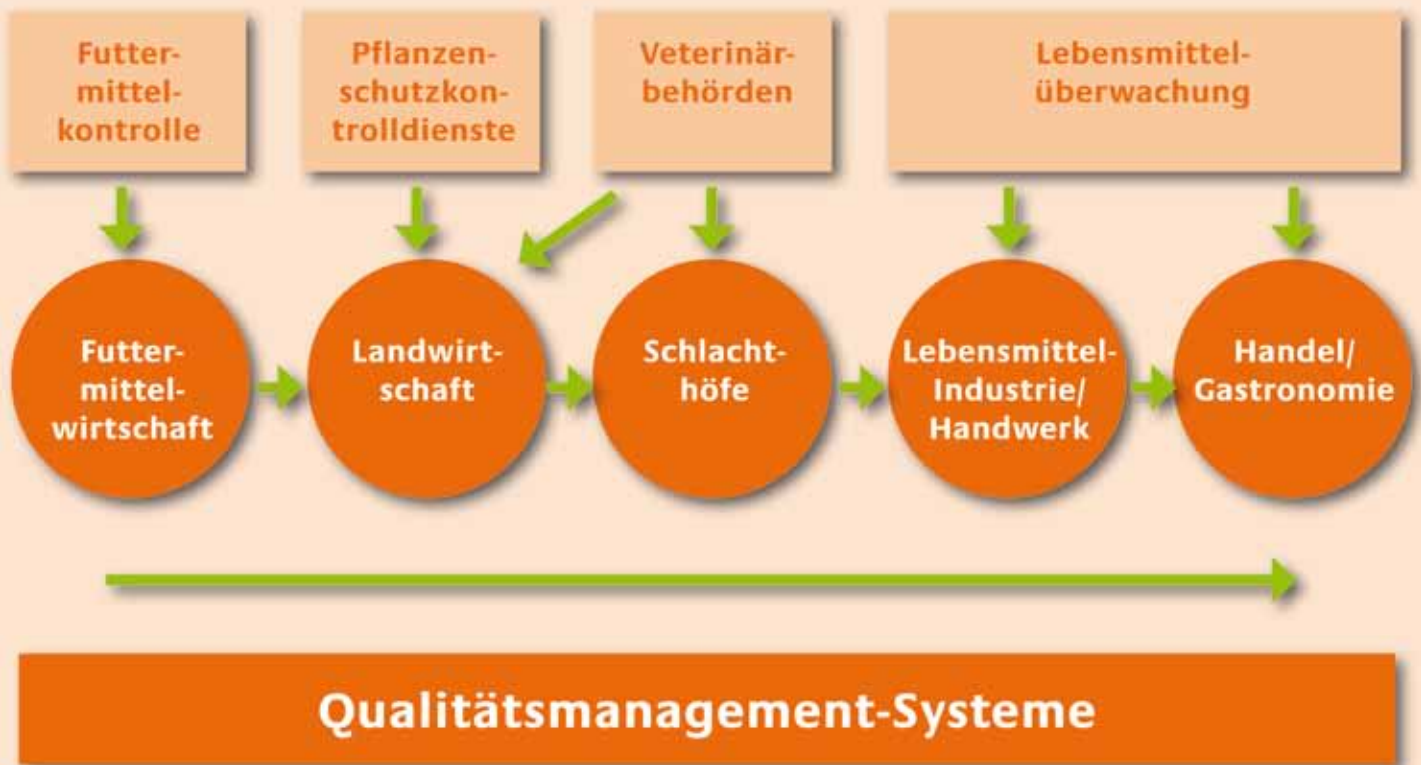 Futter-
mittel-
kontrolle
Pflanzen-
schutzkon-
trolldienste
Veterinär-
behörden
Lebensmittel-
überwachung
Futter-
mittel-
wirtschaft
Landwirt-
schaft
Schlacht-
höfe
Lebensmittel-
Industrie/
Handwerk
Handel/
Gastronomie
Qualitätsmanagement-Systeme